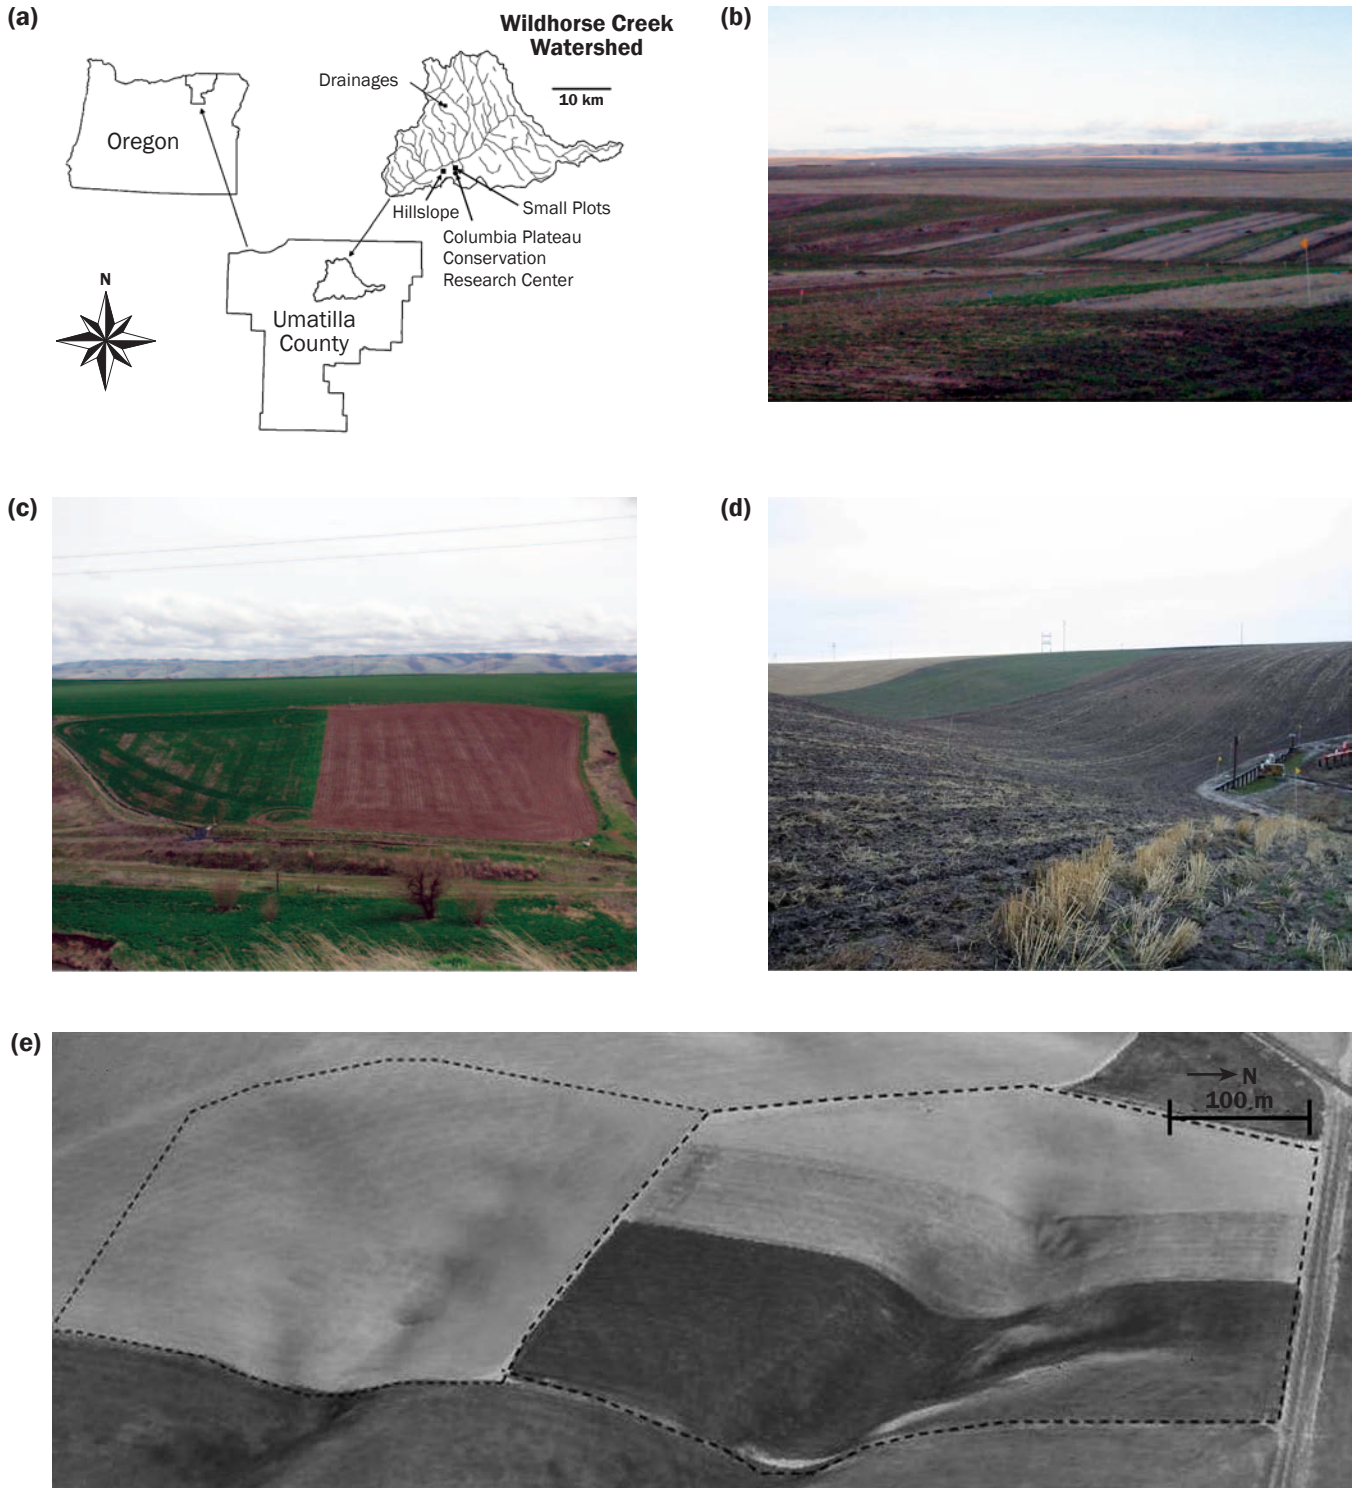 (a)
Wildhorse Creek
Watershed
Drainages
10 km
Oregon
Hillslope
Small Plots
Columbia Plateau
Conservation
Research Center
N
Umatilla
County
(b)
(c)
(d)
(e)
N
100 m